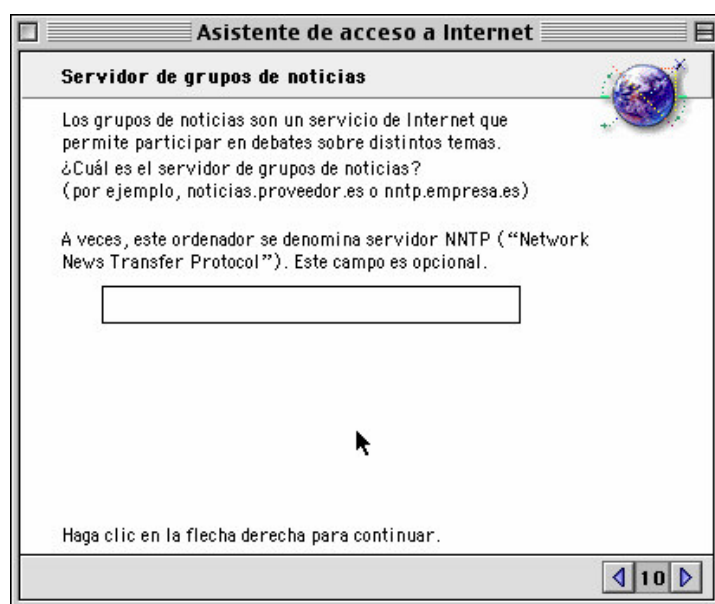 Asistente de acceso a Internet
Servidor de grupos de noticias
Los grupos de noticias son un servicio de Internet que
permite participar en debates sobre distintos temas.
¿Cuál es el servidor de grupos de noticias?
(por ejemplo, noticias.proveedor.es o nntp.empresa.es)
A veces, este ordenador se denomina servidor NNTP (“Network
News Transfer Protocol”). Este campo es opcional.
Haga clic en la flecha derecha para continuar.
10